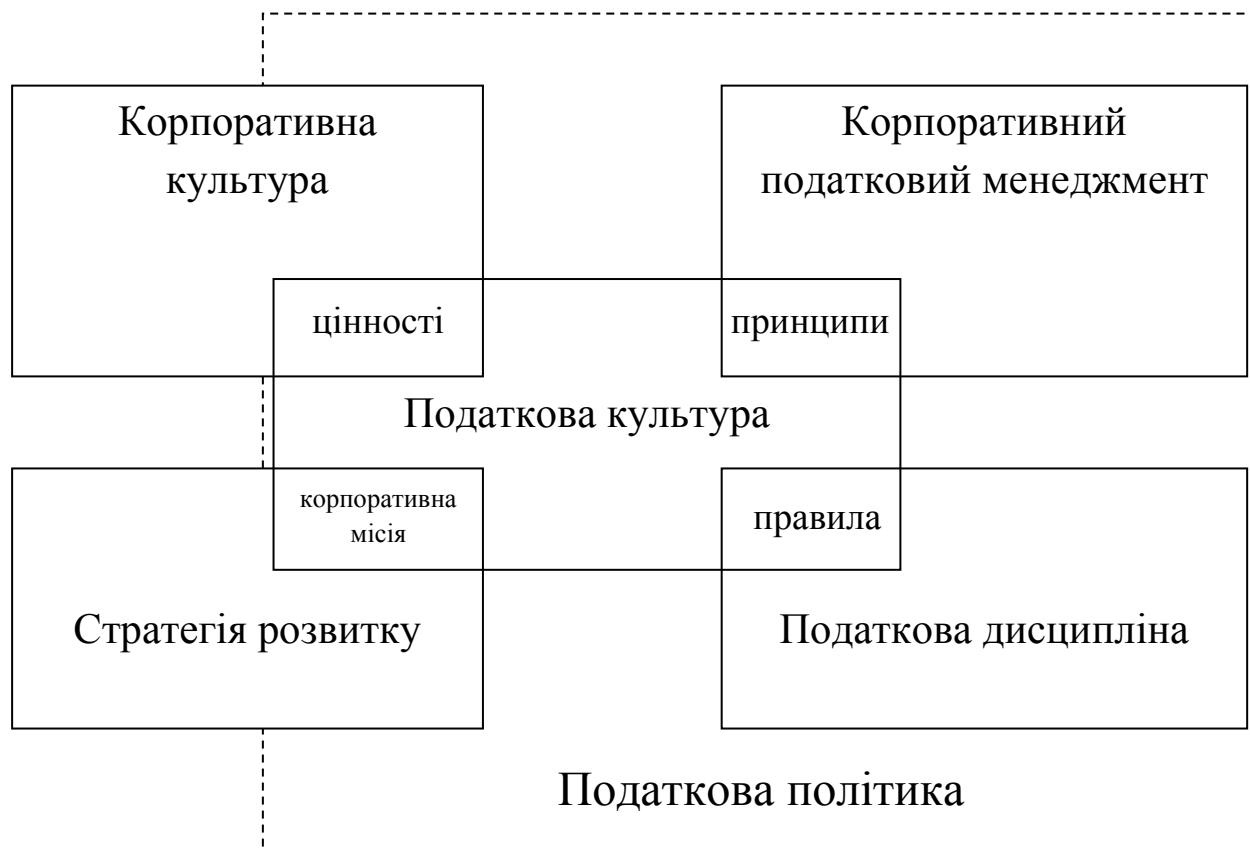 Корпоративна
культура
Корпоративний
податковий менеджмент
цінності
принципи
Податкова культура
корпоративна
місія
правила
Стратегія розвитку
Податкова дисципліна
Податкова політика